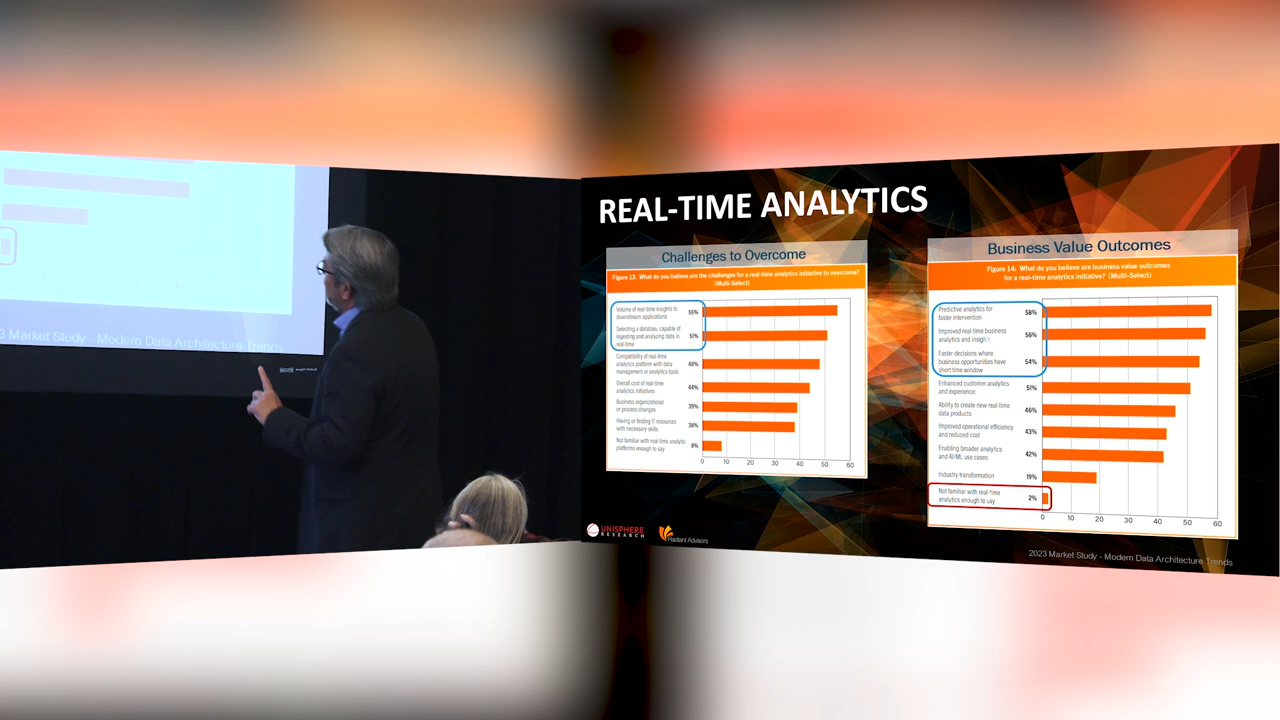 3 Market Study - Modern Data Architecture Trends
REAL-TIME ANALYTICS
Challenges to Overcome
Figure 13. What do you believe are the challenges for a real-time analytics initiative to overcome?
(Multi-Select)
Volume of real-time insights to
downstream applications
55%
Selecting a database capable of
ingesting and analyzing data in
real-time
51%
Compatibility of real-time
analytics platform with data
management or analytics tools
48%
Overall cost of real-time
analytics initiatives
44%
Business organizational
or process changes
39%
Having or finding IT resources
with necessary skills
38%
Not familiar with real-time analytic
platforms enough to say
8%
0 10 20 30 40 50 60
Business Value Outcomes
Figure 14: What do you believe are business value outcomes
for a real-time analytics initiative? (Multi-Select)
Predictive analytics for
faster intervention
58%
Improved real-time business
analytics and insights
56%
Faster decisions where
business opportunities have
short time window
54%
Enhanced customer analytics
and experience
51%
Ability to create new real-time
data products
46%
Improved operational efficiency
and reduced cost
43%
Enabling broader analytics
and AI/ML use cases
42%
Industry transformation
19%
Not familiar with real-time
analytics enough to say
2%
0 10 20 30 40 50 60
UNISPHERE
RESEARCH
Radiant Advisors
2023 Market Study - Modern Data Architecture Trends